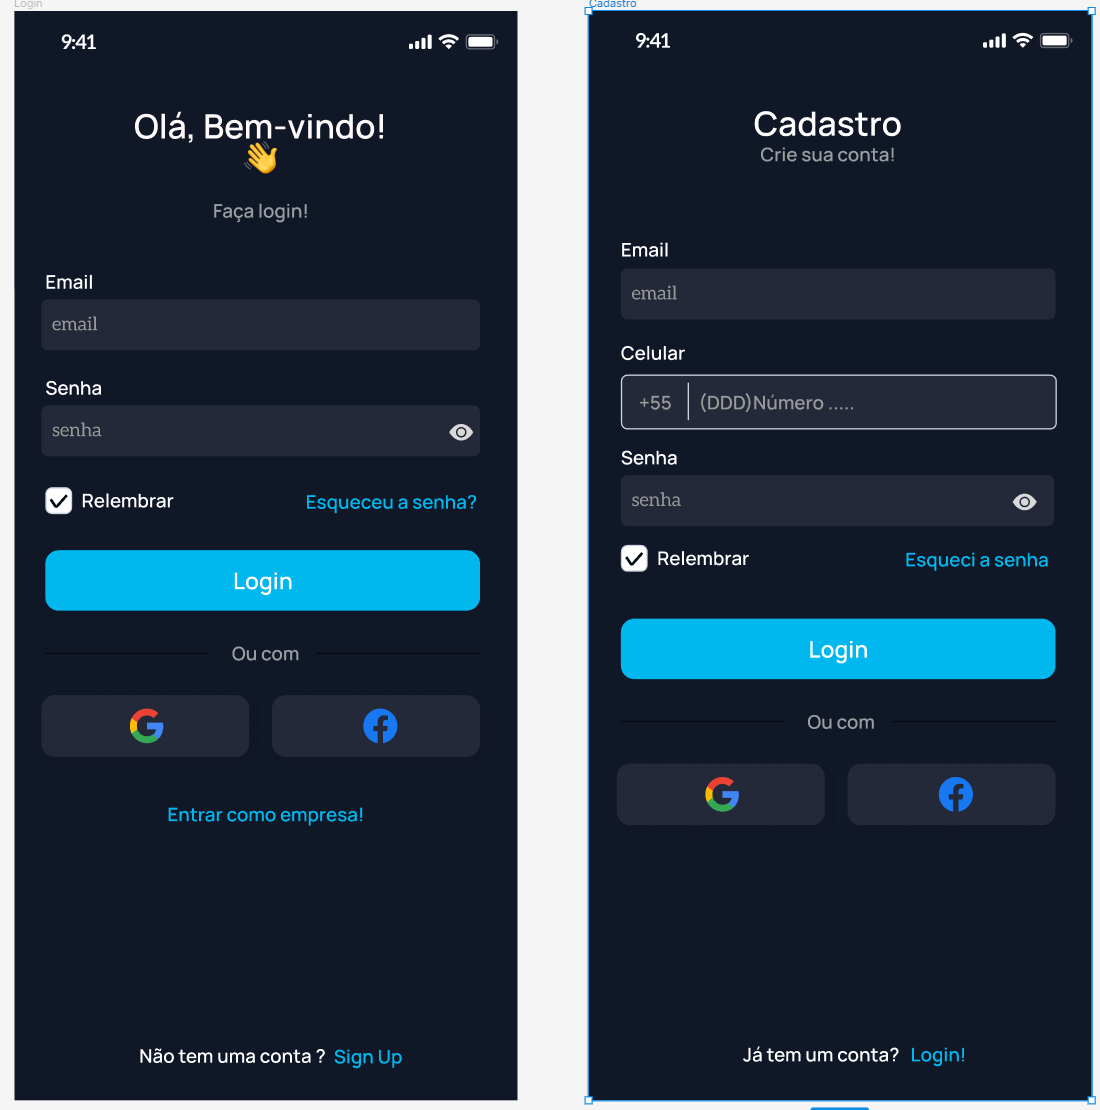 Login
9:41
Olá, Bem-vindo!
Faça login!
Email
email
Senha
senha
Relembrar
Esqueceu a senha?
Login
Ou com
Entrar como empresa!
Não tem uma conta ? Sign Up
Cadastro
9:41
Cadastro
Crie sua conta!
Email
email
Celular
+55 (DDD)Número .....
Senha
senha
Relembrar
Esqueci a senha
Login
Ou com
Já tem um conta? Login!